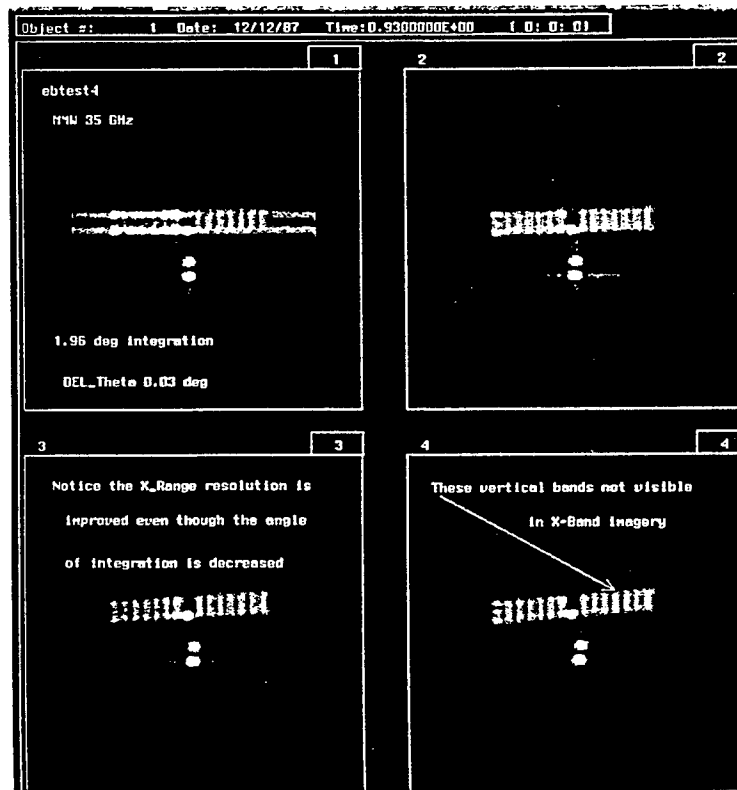 Object #: 1 Date: 12/12/87 Time:0.9300000E+00 ( 0: 0: 0)
1
ebtest4
MMW 35 GHz
1.96 deg integration
DEL_Theta 0.03 deg
2 2
3 3
Notice the X_Range resolution is
improved even though the angle
of integration is decreased
4 4
These vertical bands not visible
in X-Band imagery